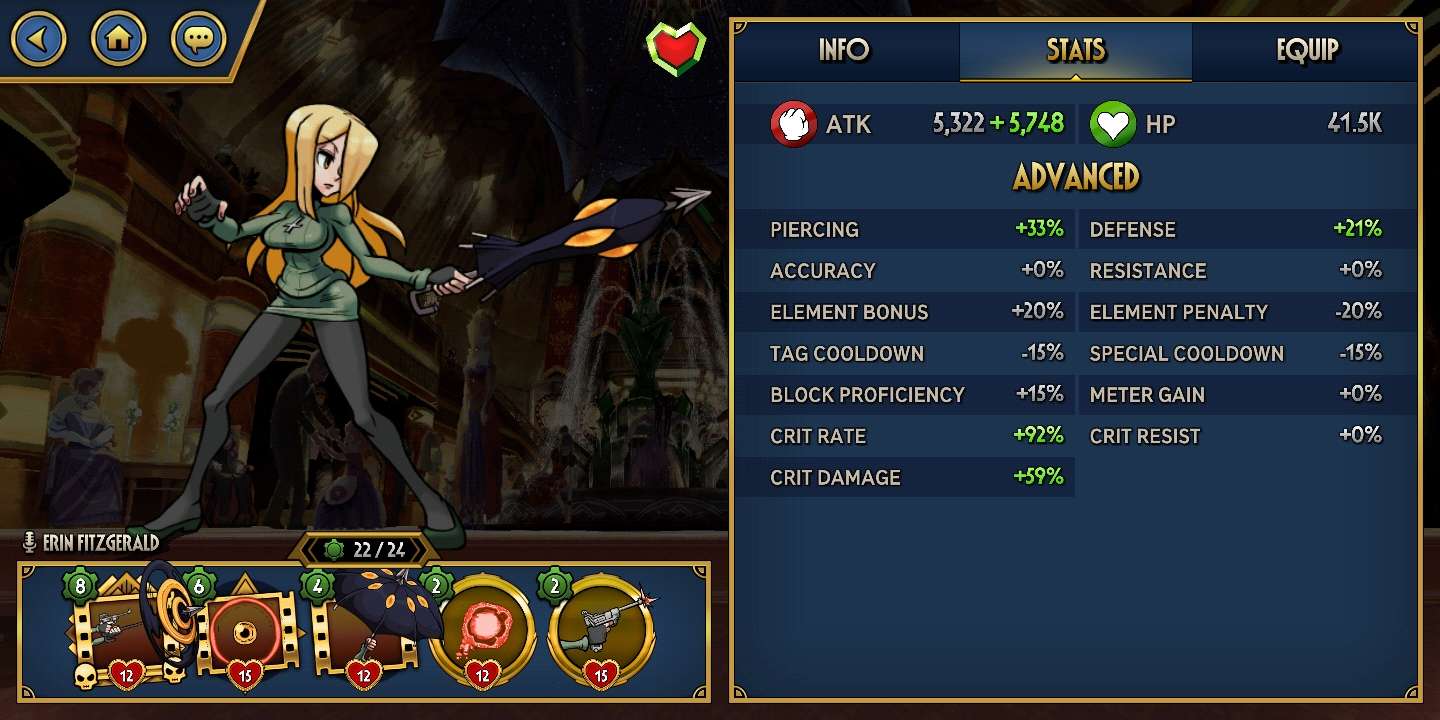 INFO
STATS
EQUIP
ATK 5,322 +5,748
HP 41.5K
ADVANCED
PIERCING +33%
DEFENSE +21%
ACCURACY +0%
RESISTANCE +0%
ELEMENT BONUS +20%
ELEMENT PENALTY -20%
TAG COOLDOWN -15%
SPECIAL COOLDOWN -15%
BLOCK PROFICIENCY +15%
METER GAIN +0%
CRIT RATE +92%
CRIT RESIST +0%
CRIT DAMAGE +59%
ERIN FITZGERALD
22 / 24
8 6 4 2 2
12 15 12 12 15